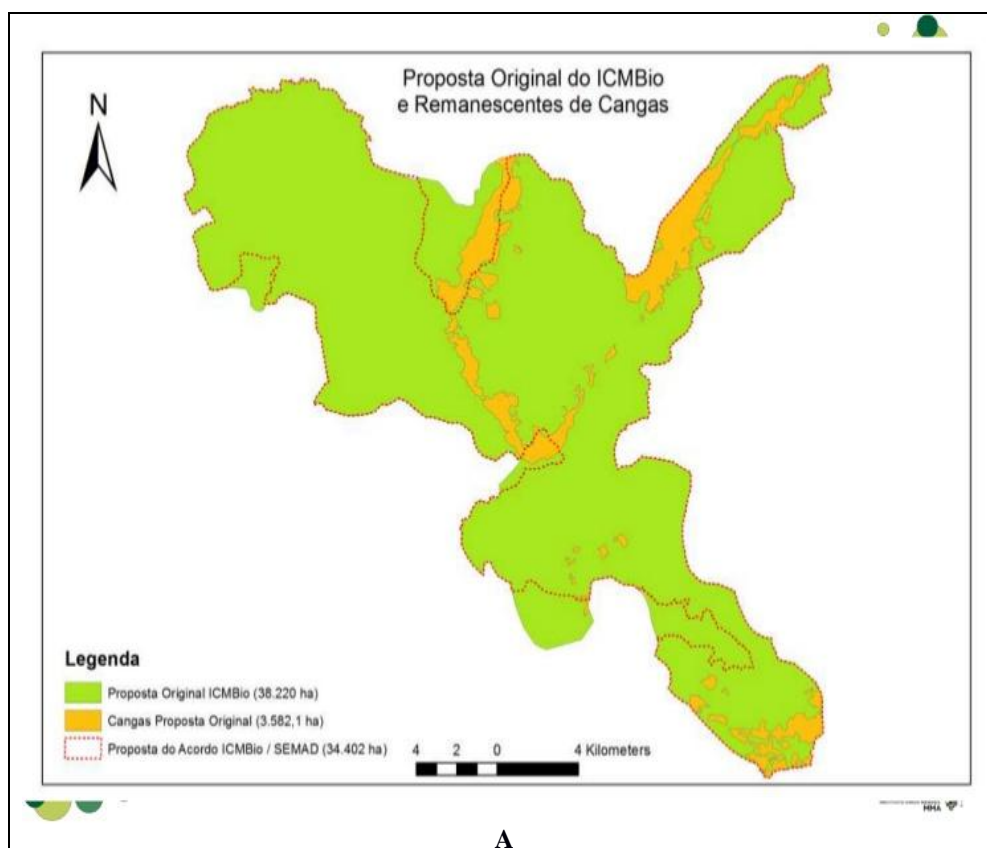 Proposta Original do ICMBio
e Remanescentes de Cangas
N
Legenda
Proposta Original ICMBio (38.220 ha)
Cangas Proposta Original (3.582,1 ha)
Proposta do Acordo ICMBio / SEMAD (34.402 ha)
4 2 0 4 Kilometers
MMA
A